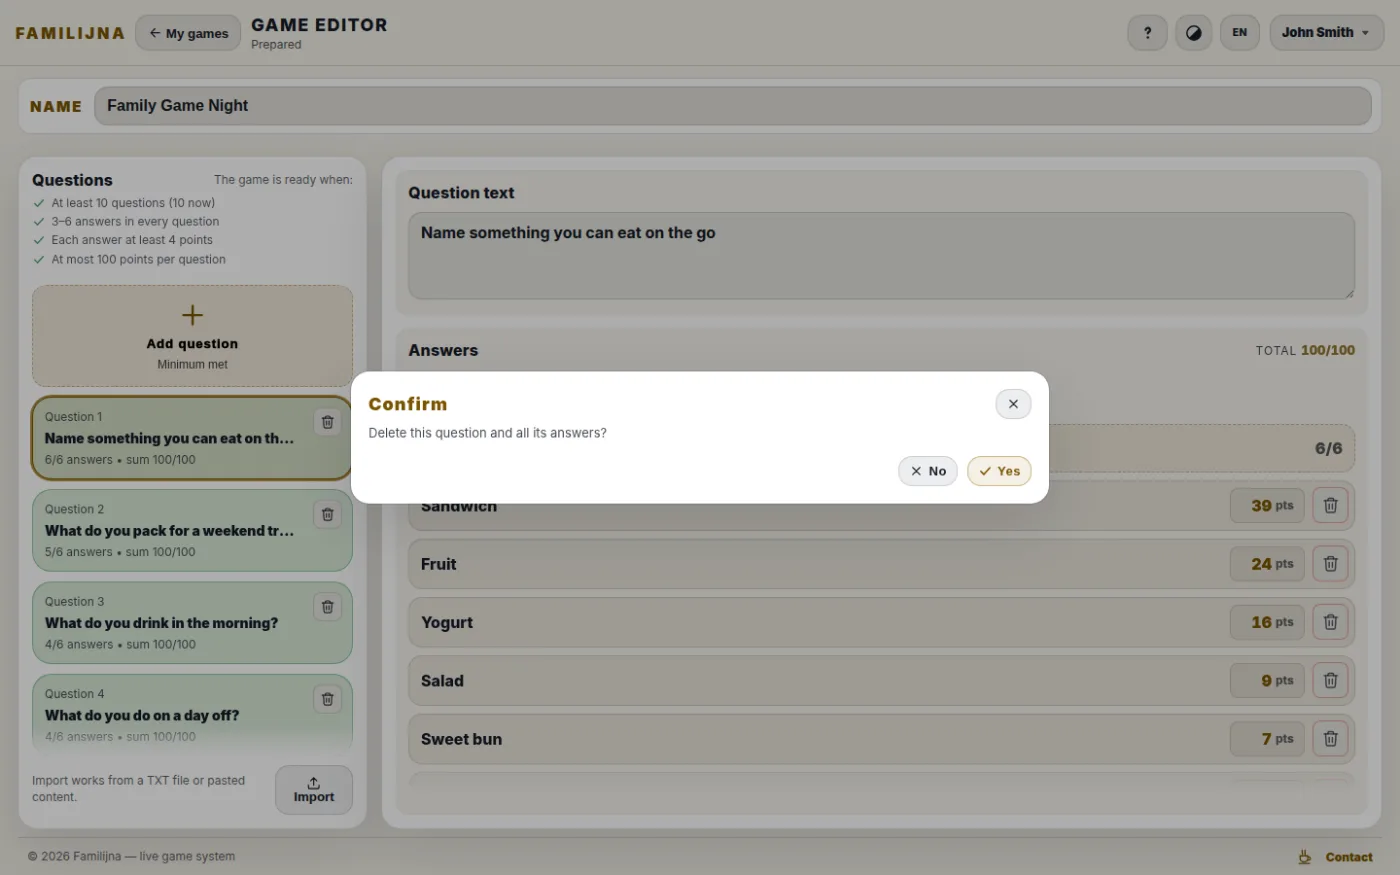 FAMILIJNA
My games
GAME EDITOR
Prepared
?
EN
John Smith
NAME
Family Game Night
Questions
The game is ready when:
At least 10 questions (10 now)
3–6 answers in every question
Each answer at least 4 points
At most 100 points per question
Add question
Minimum met
Question 1
Name something you can eat on th...
6/6 answers • sum 100/100
Question 2
What do you pack for a weekend tr...
5/6 answers • sum 100/100
Question 3
What do you drink in the morning?
4/6 answers • sum 100/100
Question 4
What do you do on a day off?
4/6 answers • sum 100/100
Import works from a TXT file or pasted
content.
Import
Question text
Name something you can eat on the go
Answers
TOTAL 100/100
6/6
Confirm
Delete this question and all its answers?
No
Yes
Sandwich
39 pts
Fruit
24 pts
Yogurt
16 pts
Salad
9 pts
Sweet bun
7 pts
© 2026 Familijna — live game system
Contact